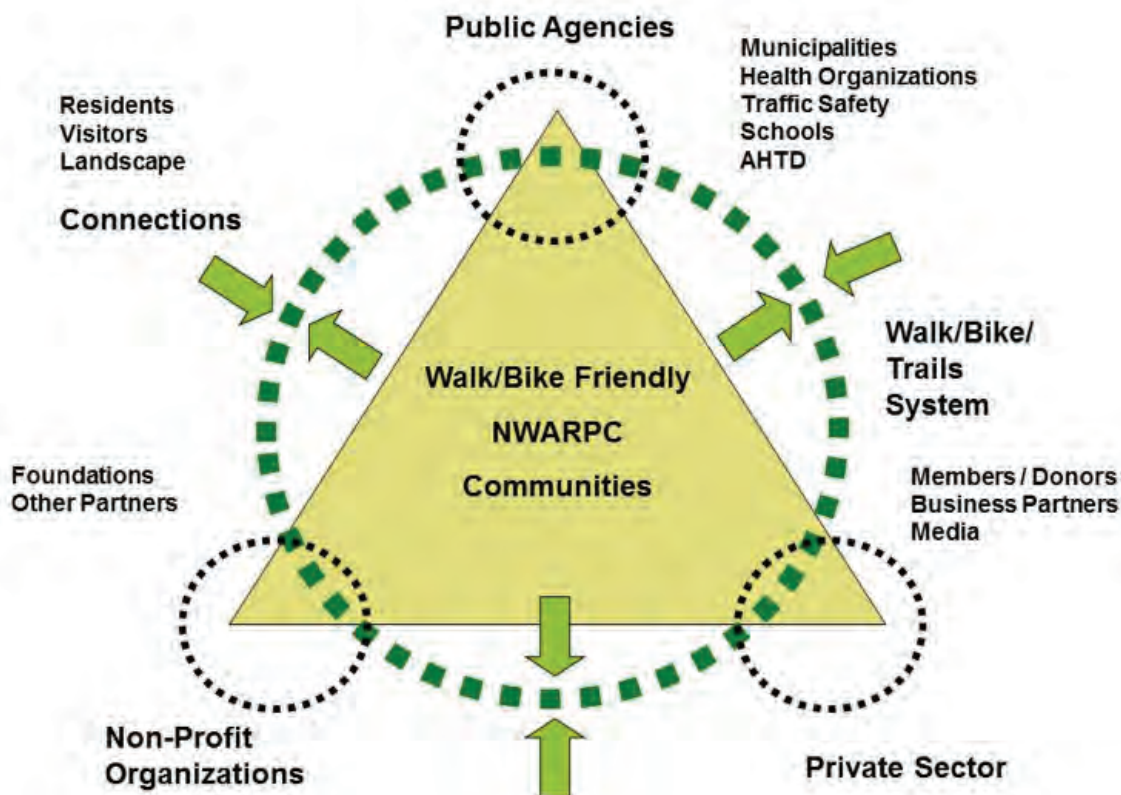 Public Agencies
Municipalities
Health Organizations
Traffic Safety
Schools
AHTD
Residents
Visitors
Landscape
Connections
Walk/Bike/
Trails
System
Walk/Bike Friendly
NWARPC
Communities
Foundations
Other Partners
Members / Donors
Business Partners
Media
Non-Profit
Organizations
Private Sector